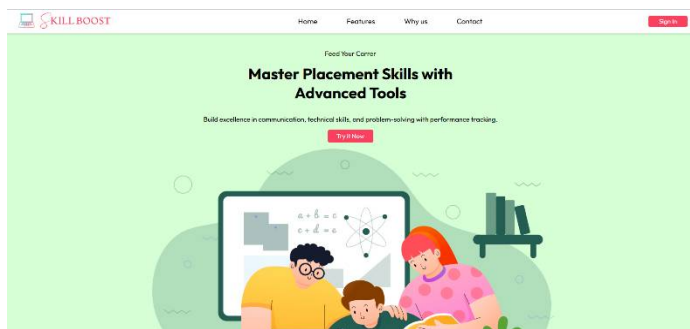 SKILL BOOST
Home Features Why us Contact
Sign In
Feed Your Carrer
Master Placement Skills with
Advanced Tools
Build excellence in communication, technical skills, and problem-solving with performance tracking.
Try It Now
a + b = c
c + d = e